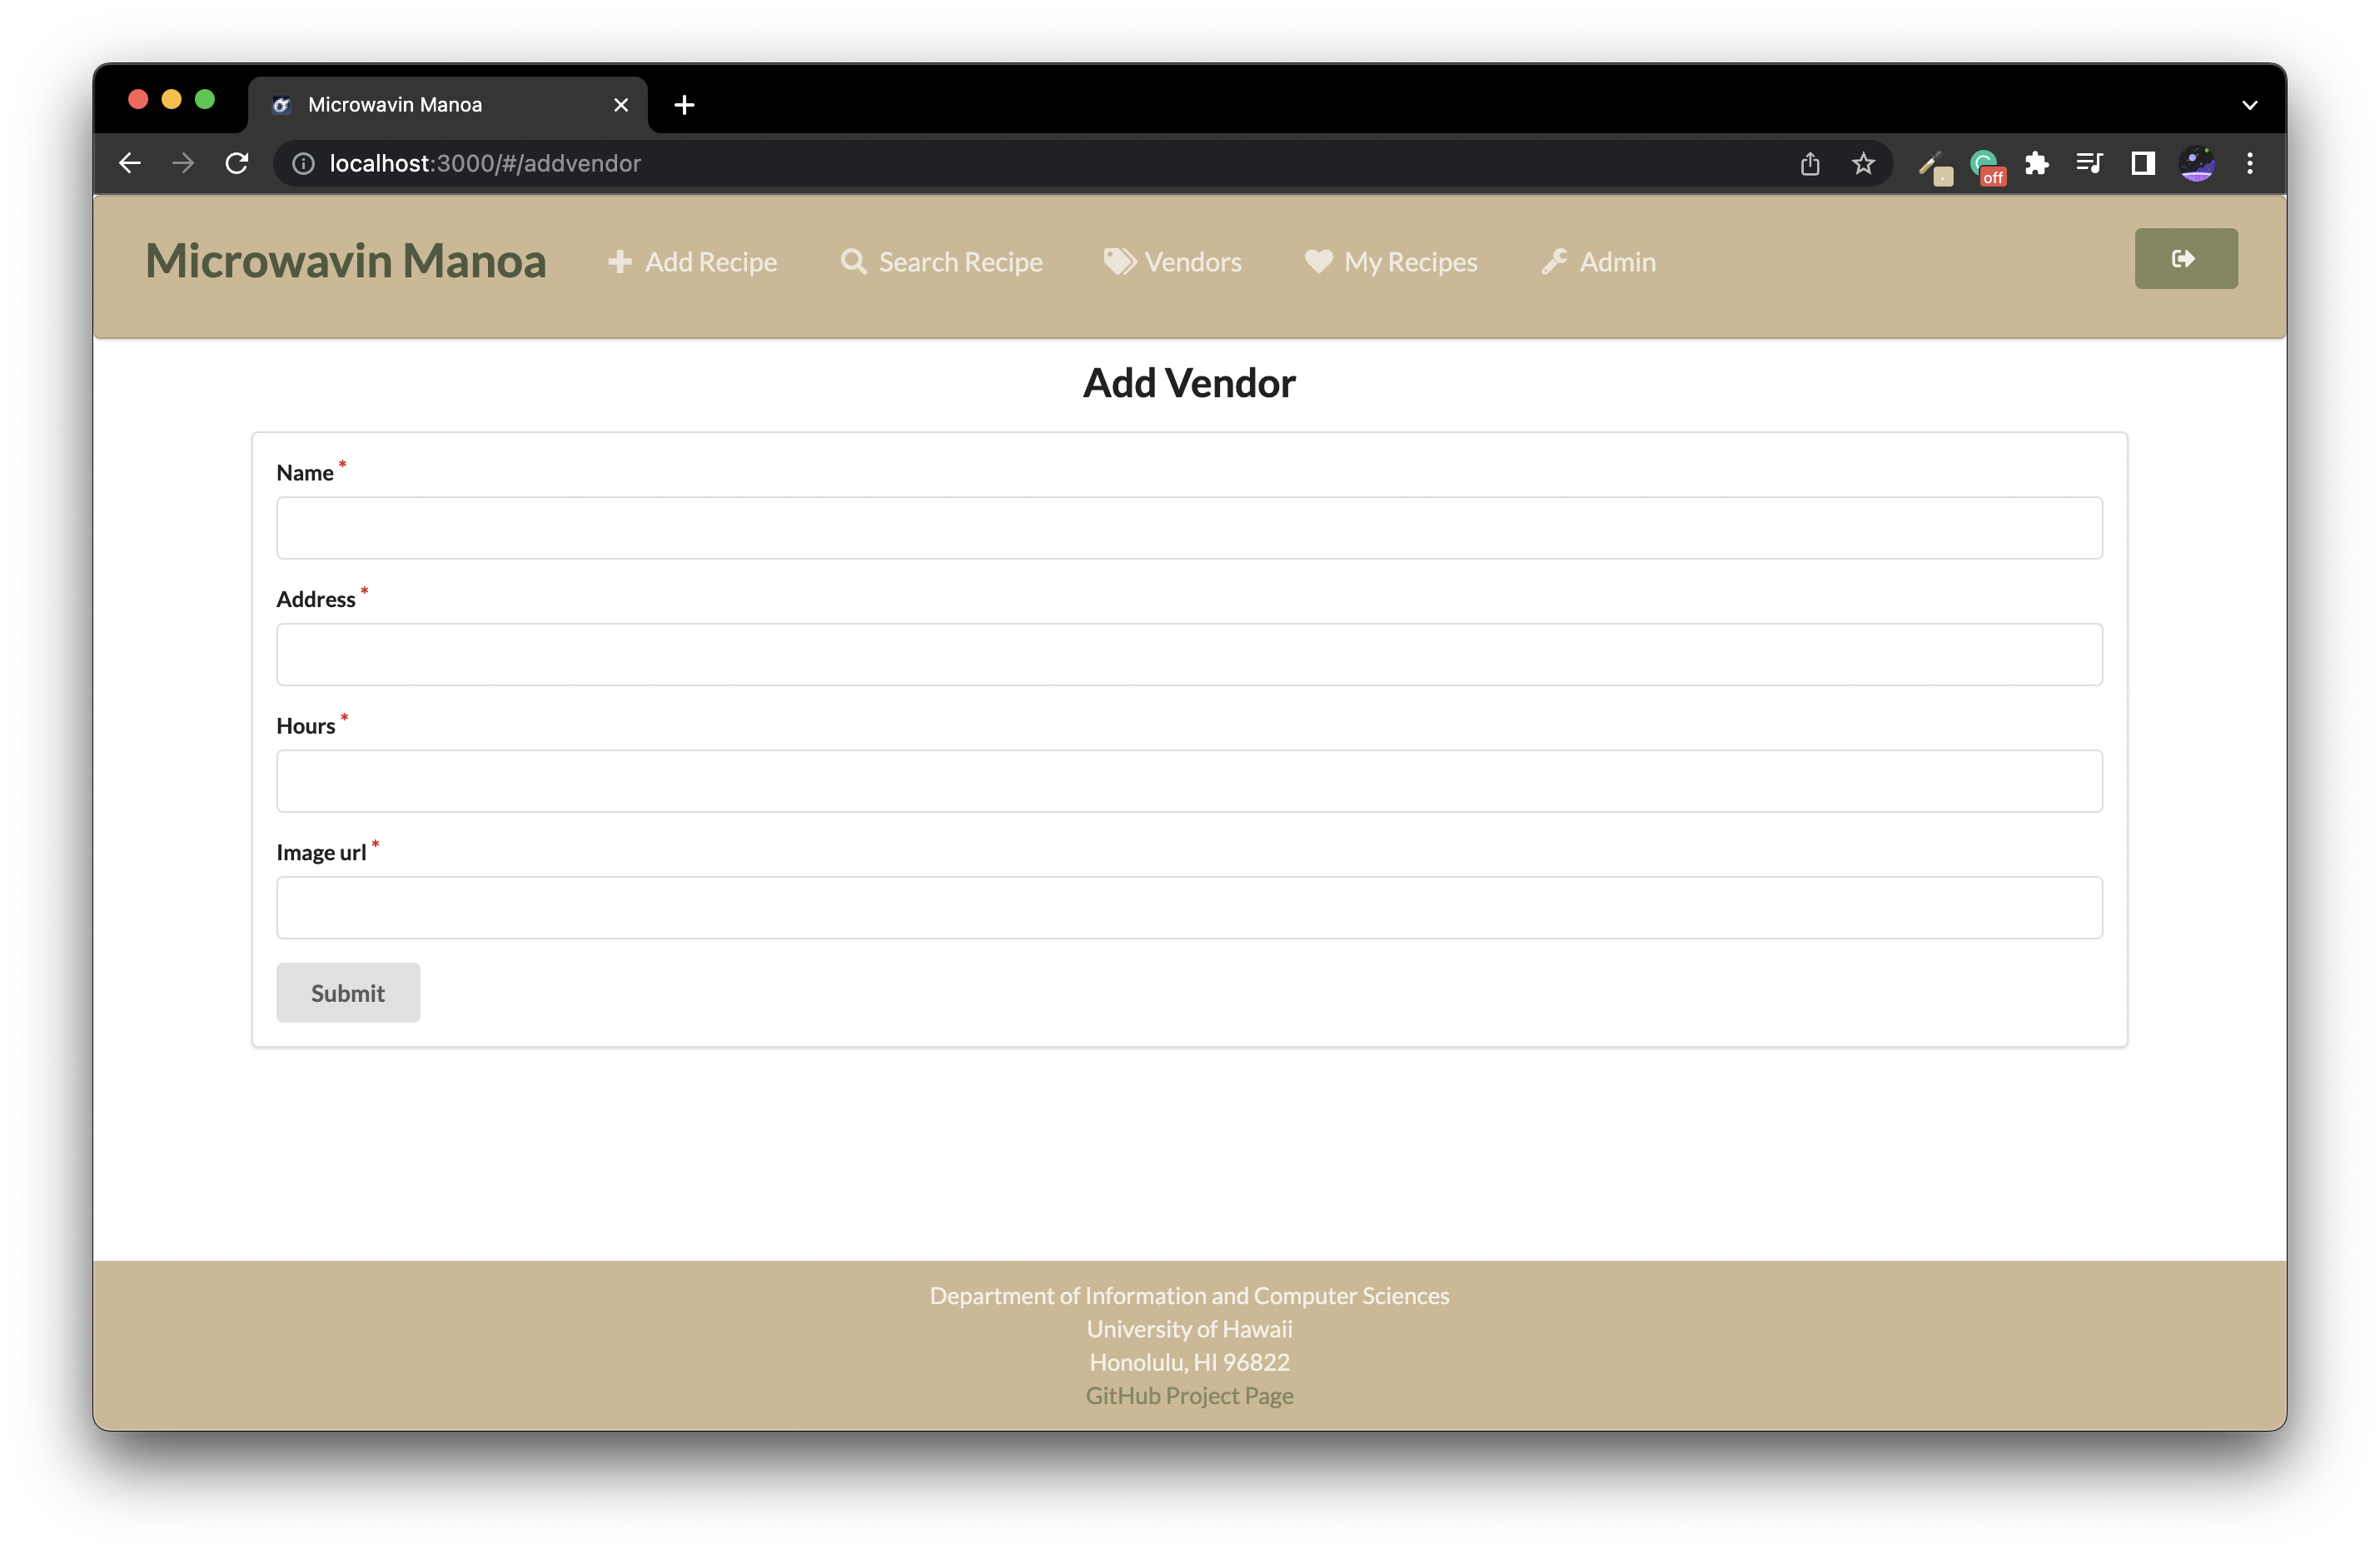 Microwavin Manoa
localhost:3000/#/addvendor
off
Microwavin Manoa Add Recipe Search Recipe Vendors My Recipes Admin
Add Vendor
Name *
Address *
Hours *
Image url *
Submit
Department of Information and Computer Sciences
University of Hawaii
Honolulu, HI 96822
GitHub Project Page